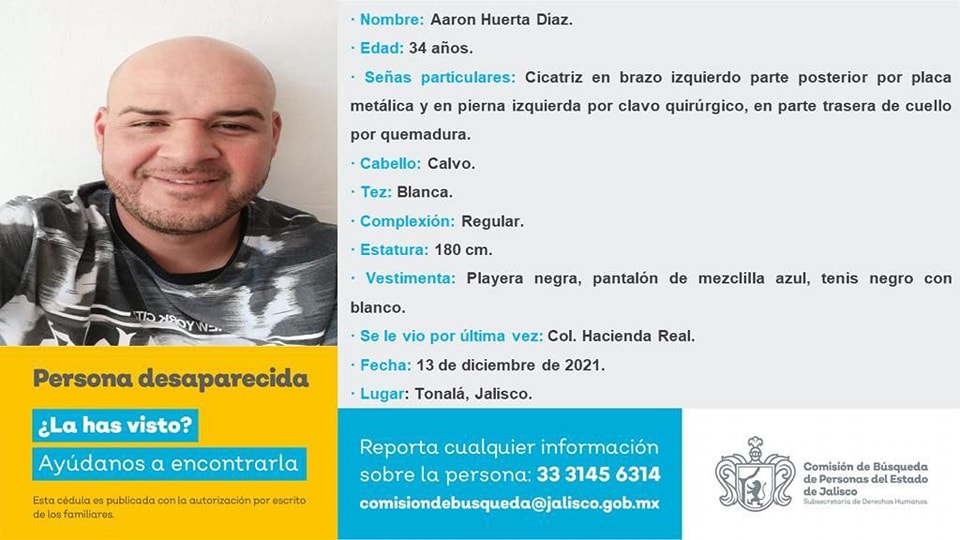 · Nombre: Aaron Huerta Díaz.
· Edad: 34 años.
· Señas particulares: Cicatriz en brazo izquierdo parte posterior por placa
metálica y en pierna izquierda por clavo quirúrgico, en parte trasera de cuello
por quemadura.
· Cabello: Calvo.
· Tez: Blanca.
· Complexión: Regular.
· Estatura: 180 cm.
· Vestimenta: Playera negra, pantalón de mezclilla azul, tenis negro con
blanco.
· Se le vio por última vez: Col. Hacienda Real.
· Fecha: 13 de diciembre de 2021.
· Lugar: Tonalá, Jalisco.
NEW YORK CITY
Persona desaparecida
¿La has visto?
Ayúdanos a encontrarla
Esta cédula es publicada con la autorización por escrito
de los familiares.
Reporta cualquier información
sobre la persona: 33 3145 6314
comisiondebusqueda@jalisco.gob.mx
Comisión de Búsqueda
de Personas del Estado
de Jalisco
Subsecretaría de Derechos Humanos